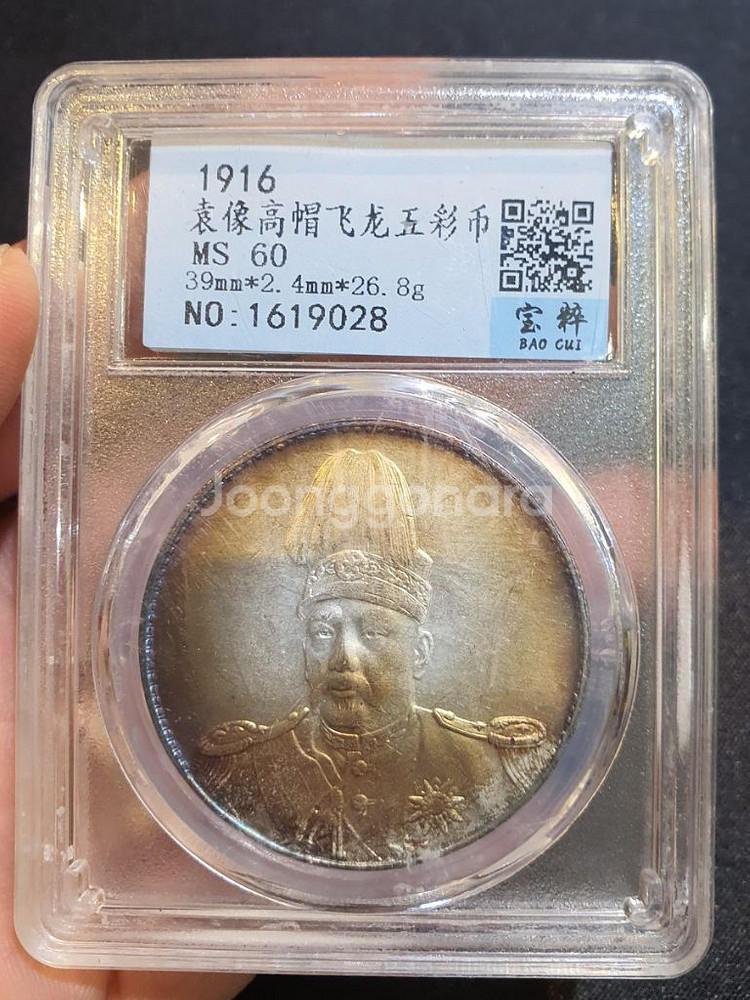 1916
袁像高帽飞龙五彩币
MS 60
39mm*2.4mm*26.8g
NO:1619028
宝粹
BAO CUI
Joonggonara